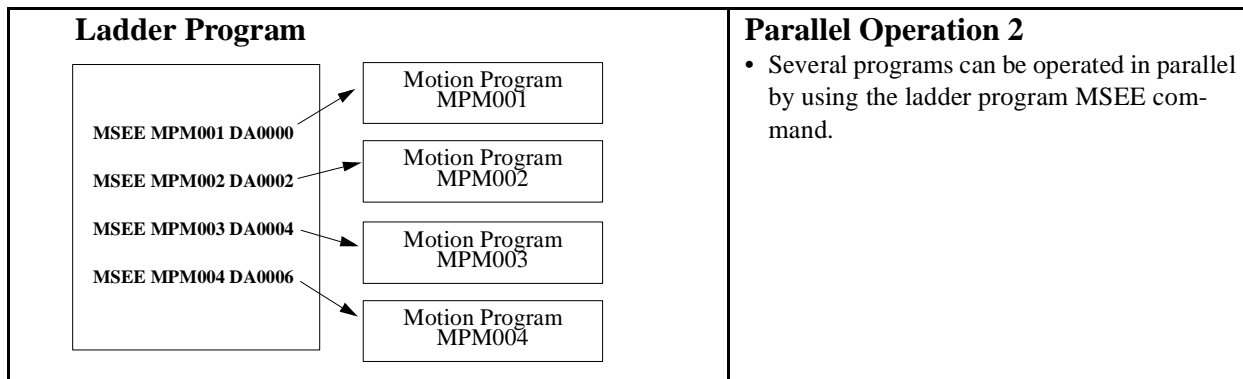 Ladder Program
MSEE MPM001 DA0000
MSEE MPM002 DA0002
MSEE MPM003 DA0004
MSEE MPM004 DA0006
Motion Program
MPM001
Motion Program
MPM002
Motion Program
MPM003
Motion Program
MPM004
Parallel Operation 2
• Several programs can be operated in parallel
by using the ladder program MSEE com-
mand.